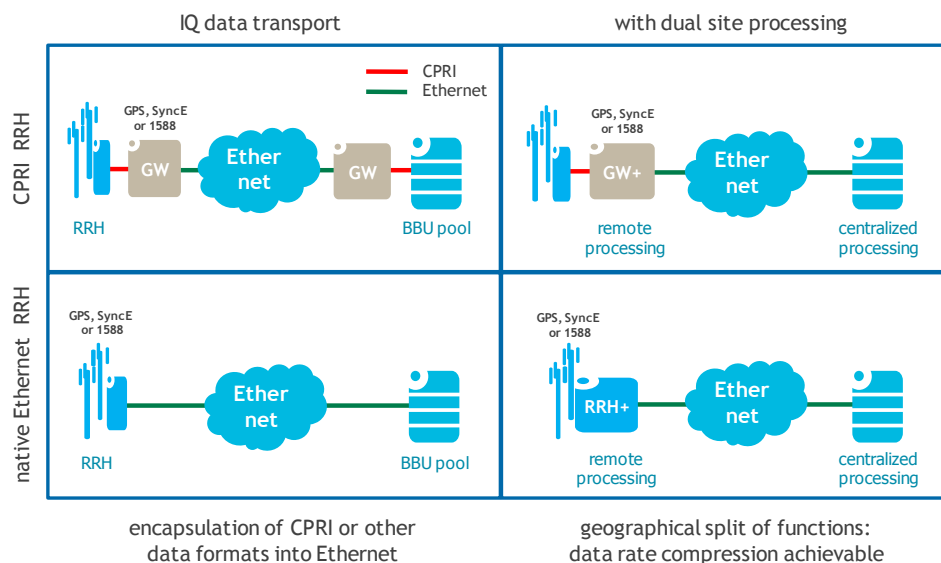 IQ data transport
with dual site processing
CPRI RRH
CPRI
Ethernet
GPS, SyncE
or 1588
GW
Ether
net
GW
RRH
BBU pool
GPS, SyncE
or 1588
GW+
Ether
net
remote
processing
centralized
processing
native Ethernet RRH
GPS, SyncE
or 1588
Ether
net
RRH
BBU pool
GPS, SyncE
or 1588
RRH+
Ether
net
remote
processing
centralized
processing
encapsulation of CPRI or other
data formats into Ethernet
geographical split of functions:
data rate compression achievable